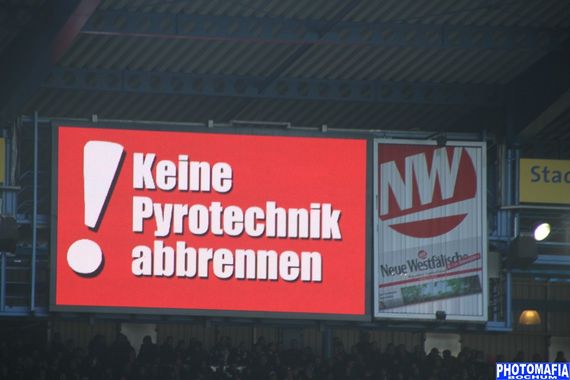 !
Keine
Pyrotechnik
abbrennen
NW
Neue Westfälische
Stad
PHOTOMAFIA
BOCHUM